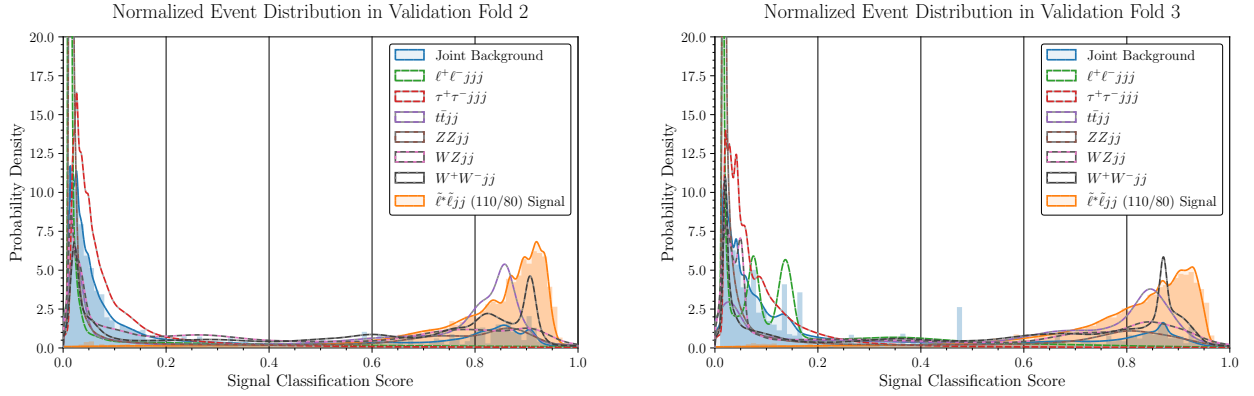 Normalized Event Distribution in Validation Fold 2
Probability Density
20.0
17.5
15.0
12.5
10.0
7.5
5.0
2.5
0.0
0.0 0.2 0.4 0.6 0.8 1.0
Signal Classification Score
Joint Background
ℓ⁺ℓ⁻jjj
τ⁺τ⁻jjj
tt̄jj
ZZjj
WZjj
W⁺W⁻jj
ℓ̃*ℓ̃jj (110/80) Signal
Normalized Event Distribution in Validation Fold 3
Probability Density
20.0
17.5
15.0
12.5
10.0
7.5
5.0
2.5
0.0
0.0 0.2 0.4 0.6 0.8 1.0
Signal Classification Score
Joint Background
ℓ⁺ℓ⁻jjj
τ⁺τ⁻jjj
tt̄jj
ZZjj
WZjj
W⁺W⁻jj
ℓ̃*ℓ̃jj (110/80) Signal